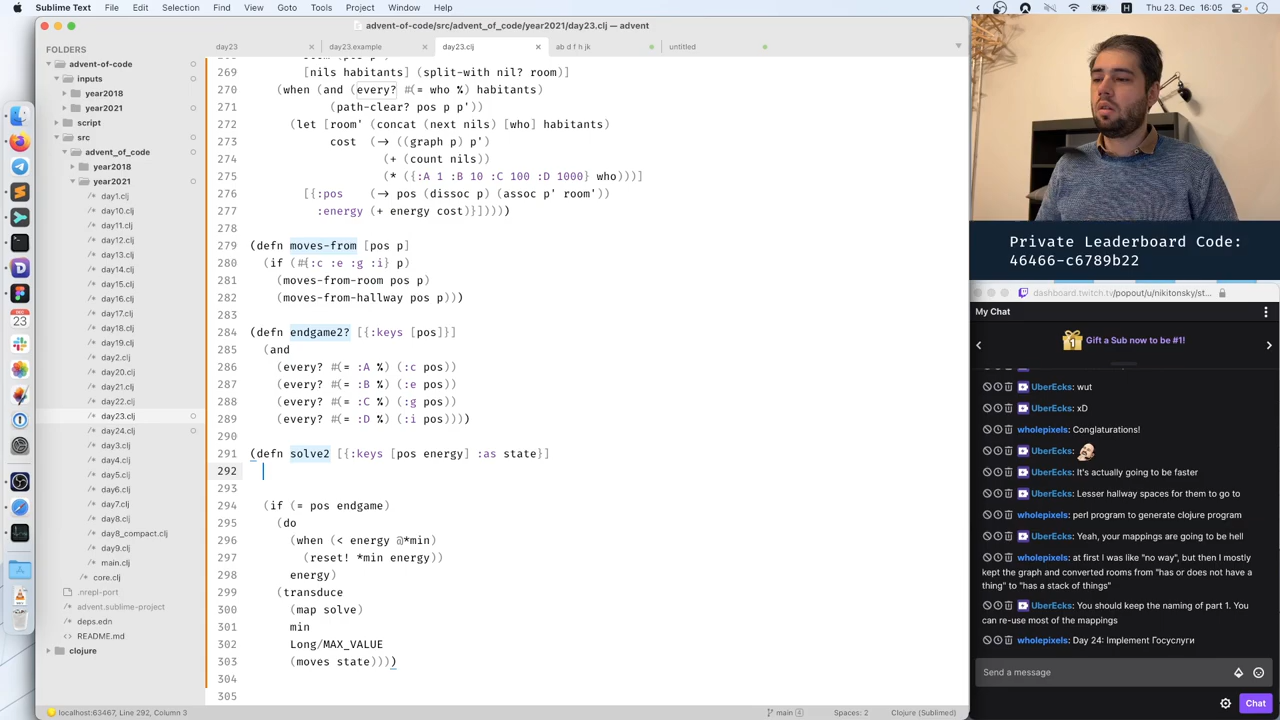 Sublime Text File Edit Selection Find View Goto Tools Project Window Help
Thu 23. Dec 16:05
advent-of-code/src/advent_of_code/year2021/day23.clj — advent
FOLDERS
advent-of-code
inputs
year2018
year2021
script
src
advent_of_code
year2018
year2021
day1.clj
day10.clj
day11.clj
day12.clj
day13.clj
day14.clj
day15.clj
day16.clj
day17.clj
day18.clj
day19.clj
day2.clj
day20.clj
day21.clj
day22.clj
day23.clj
day24.clj
day3.clj
day4.clj
day5.clj
day6.clj
day7.clj
day8.clj
day8_compact.clj
day9.clj
main.clj
core.clj
.nrepl-port
advent.sublime-project
deps.edn
README.md
clojure
day23
day23.example
day23.clj
ab d f h jk
untitled
269 [nils habitants] (split-with nil? room)]
270 (when (and (every? #(= who %) habitants)
271 (path-clear? pos p p'))
272 (let [room' (concat (next nils) [who] habitants)
273 cost (-> ((graph p) p')
274 (+ (count nils))
275 (* ({:A 1 :B 10 :C 100 :D 1000} who)))]
276 [{:pos (-> pos (dissoc p) (assoc p' room'))
277 :energy (+ energy cost)}]))))
278
279 (defn moves-from [pos p]
280 (if (#{:c :e :g :i} p)
281 (moves-from-room pos p)
282 (moves-from-hallway pos p)))
283
284 (defn endgame2? [{:keys [pos]}]
285 (and
286 (every? #(= :A %) (:c pos))
287 (every? #(= :B %) (:e pos))
288 (every? #(= :C %) (:g pos))
289 (every? #(= :D %) (:i pos))))
290
291 (defn solve2 [{:keys [pos energy] :as state}]
292
293
294 (if (= pos endgame)
295 (do
296 (when (< energy @*min)
297 (reset! *min energy))
298 energy)
299 (transduce
300 (map solve)
301 min
302 Long/MAX_VALUE
303 (moves state))))
304
305
localhost:63467, Line 292, Column 3
main 4
Spaces: 2
Clojure (Sublimed)
Private Leaderboard Code:
46466-c6789b22
dashboard.twitch.tv/popout/u/nikitonsky/st...
My Chat
Gift a Sub now to be #1!
UberEcks: wut
UberEcks: xD
wholepixels: Conglaturations!
UberEcks:
UberEcks: It's actually going to be faster
UberEcks: Lesser hallway spaces for them to go to
wholepixels: perl program to generate clojure program
UberEcks: Yeah, your mappings are going to be hell
wholepixels: at first I was like "no way", but then I mostly
kept the graph and converted rooms from "has or does not have a
thing" to "has a stack of things"
UberEcks: You should keep the naming of part 1. You
can re-use most of the mappings
wholepixels: Day 24: Implement Госуслуги
Send a message
Chat